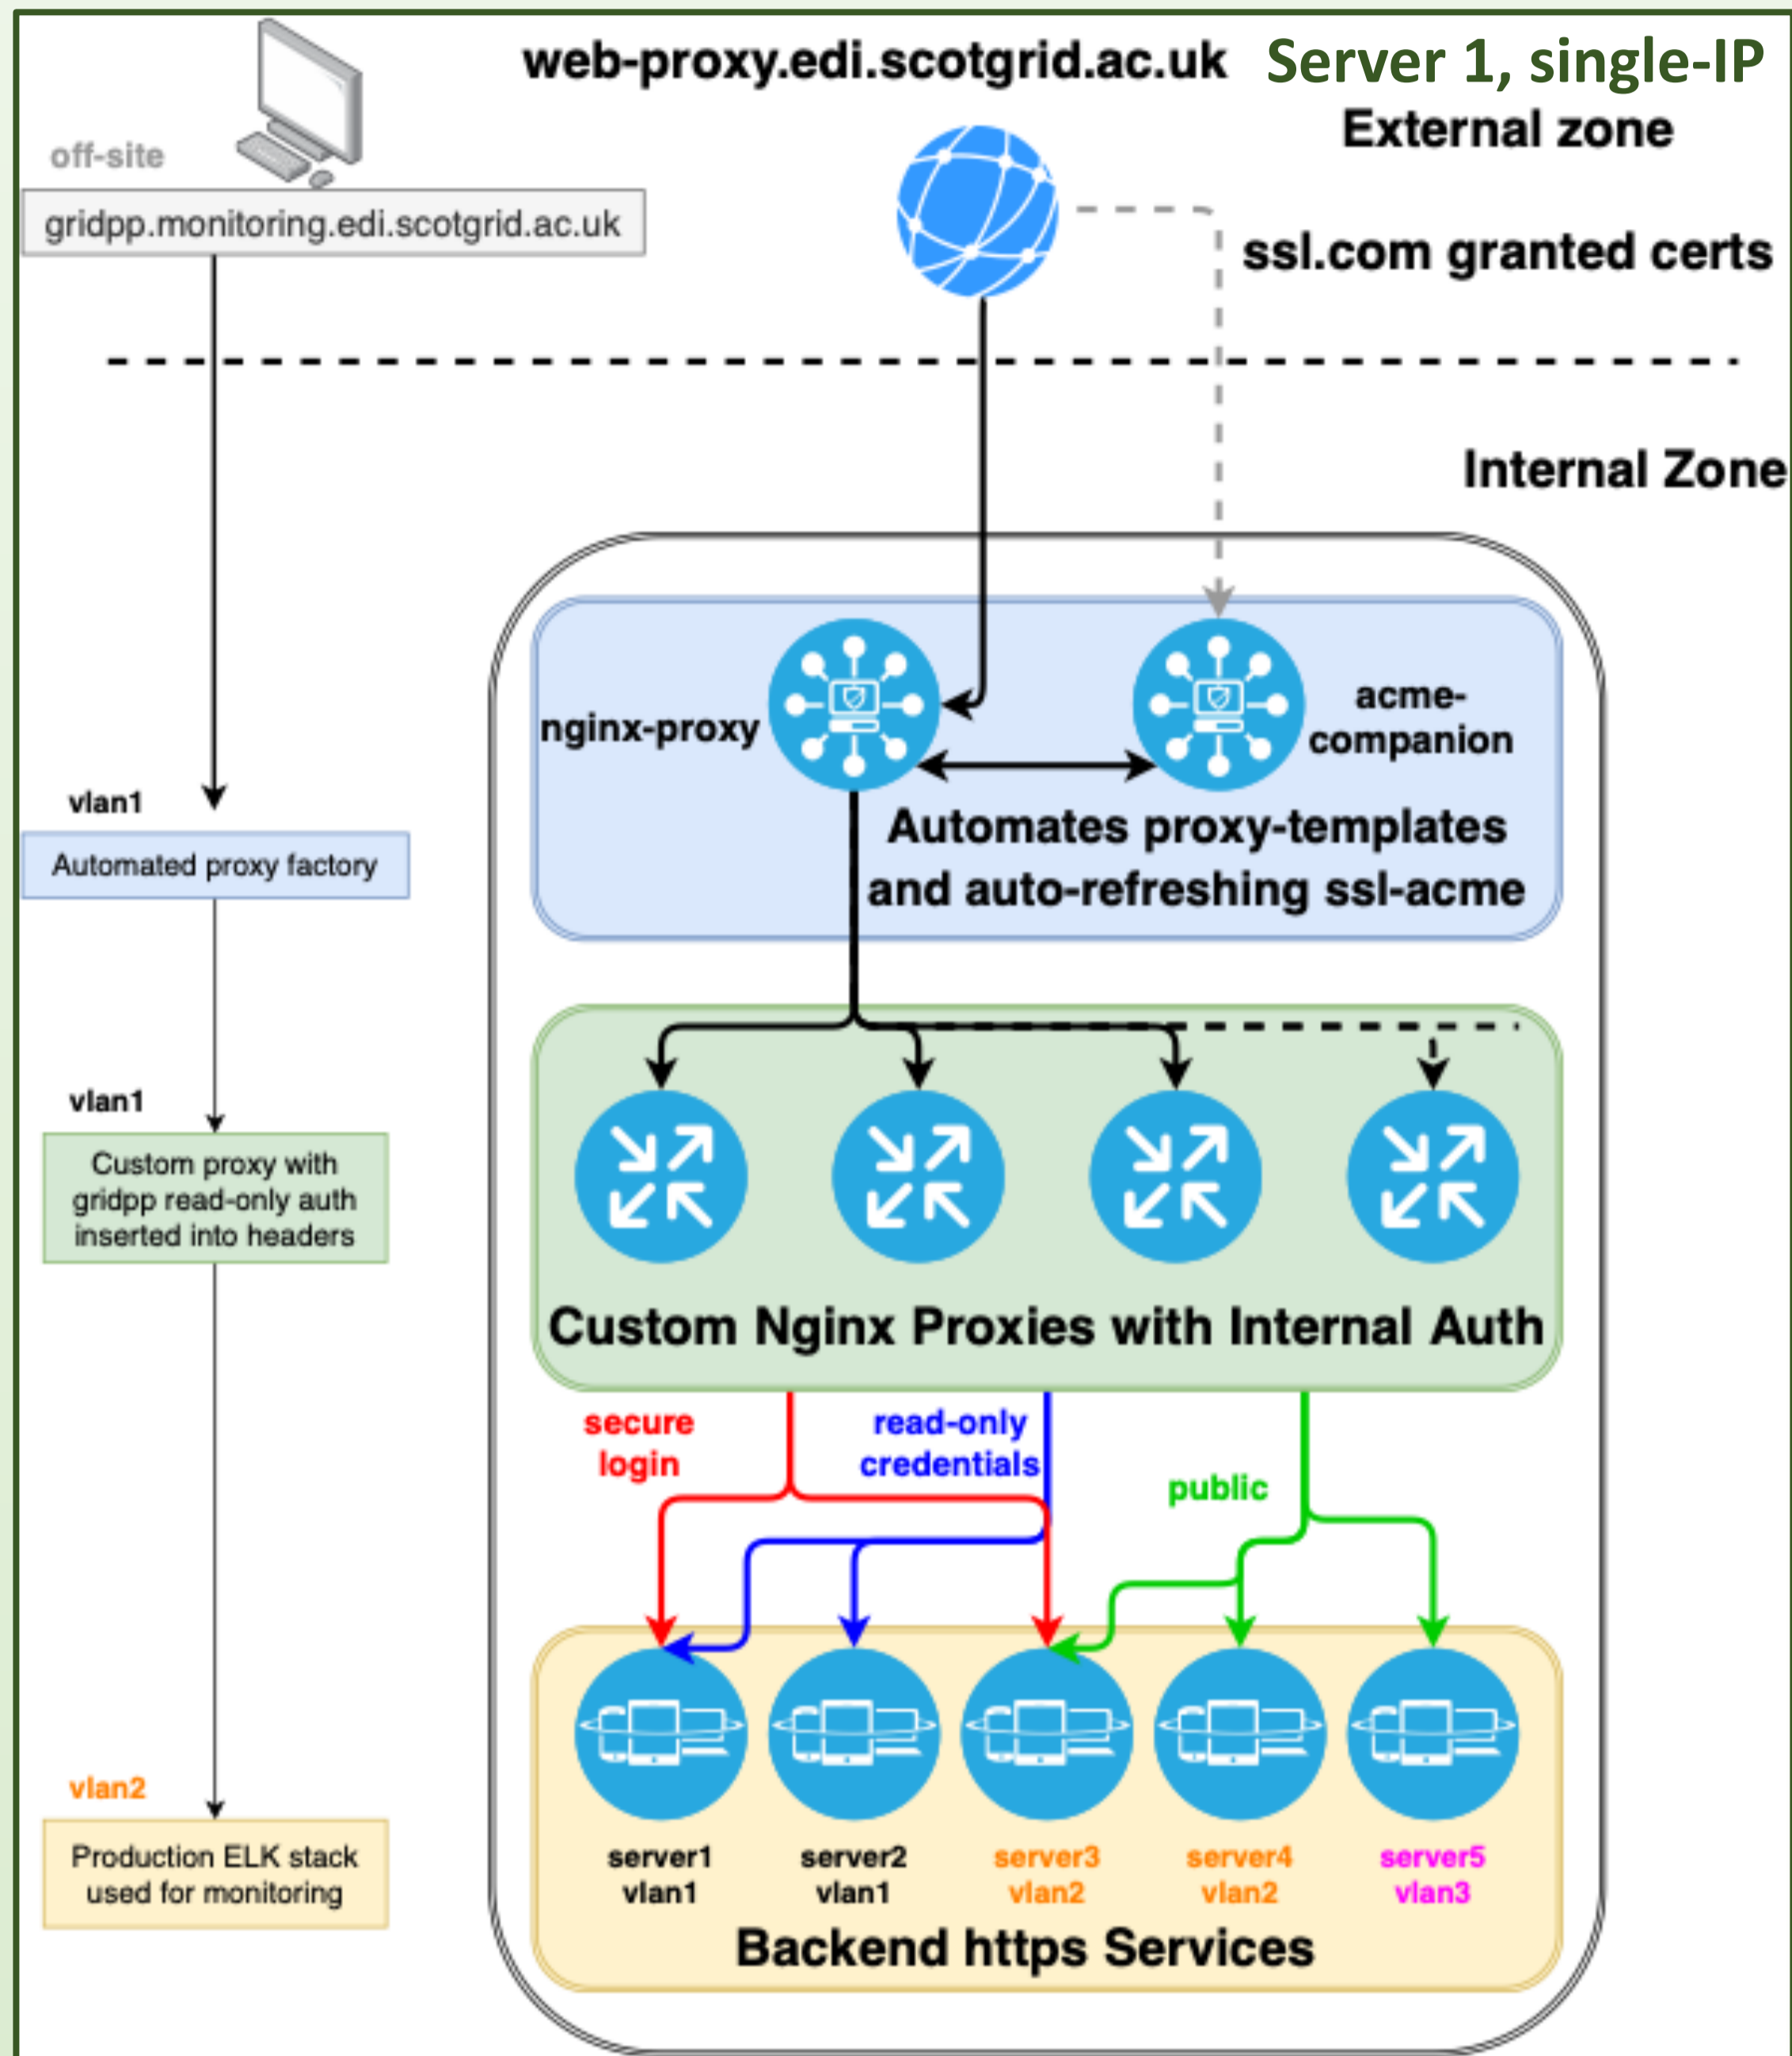 web-proxy.edi.scotgrid.ac.uk
Server 1, single-IP
External zone
off-site
gridpp.monitoring.edi.scotgrid.ac.uk
ssl.com granted certs
Internal Zone
nginx-proxy
acme-
companion
Automates proxy-templates
and auto-refreshing ssl-acme
vlan1
Automated proxy factory
vlan1
Custom proxy with
gridpp read-only auth
inserted into headers
Custom Nginx Proxies with Internal Auth
secure
login
read-only
credentials
public
vlan2
Production ELK stack
used for monitoring
server1
vlan1
server2
vlan1
server3
vlan2
server4
vlan2
server5
vlan3
Backend https Services